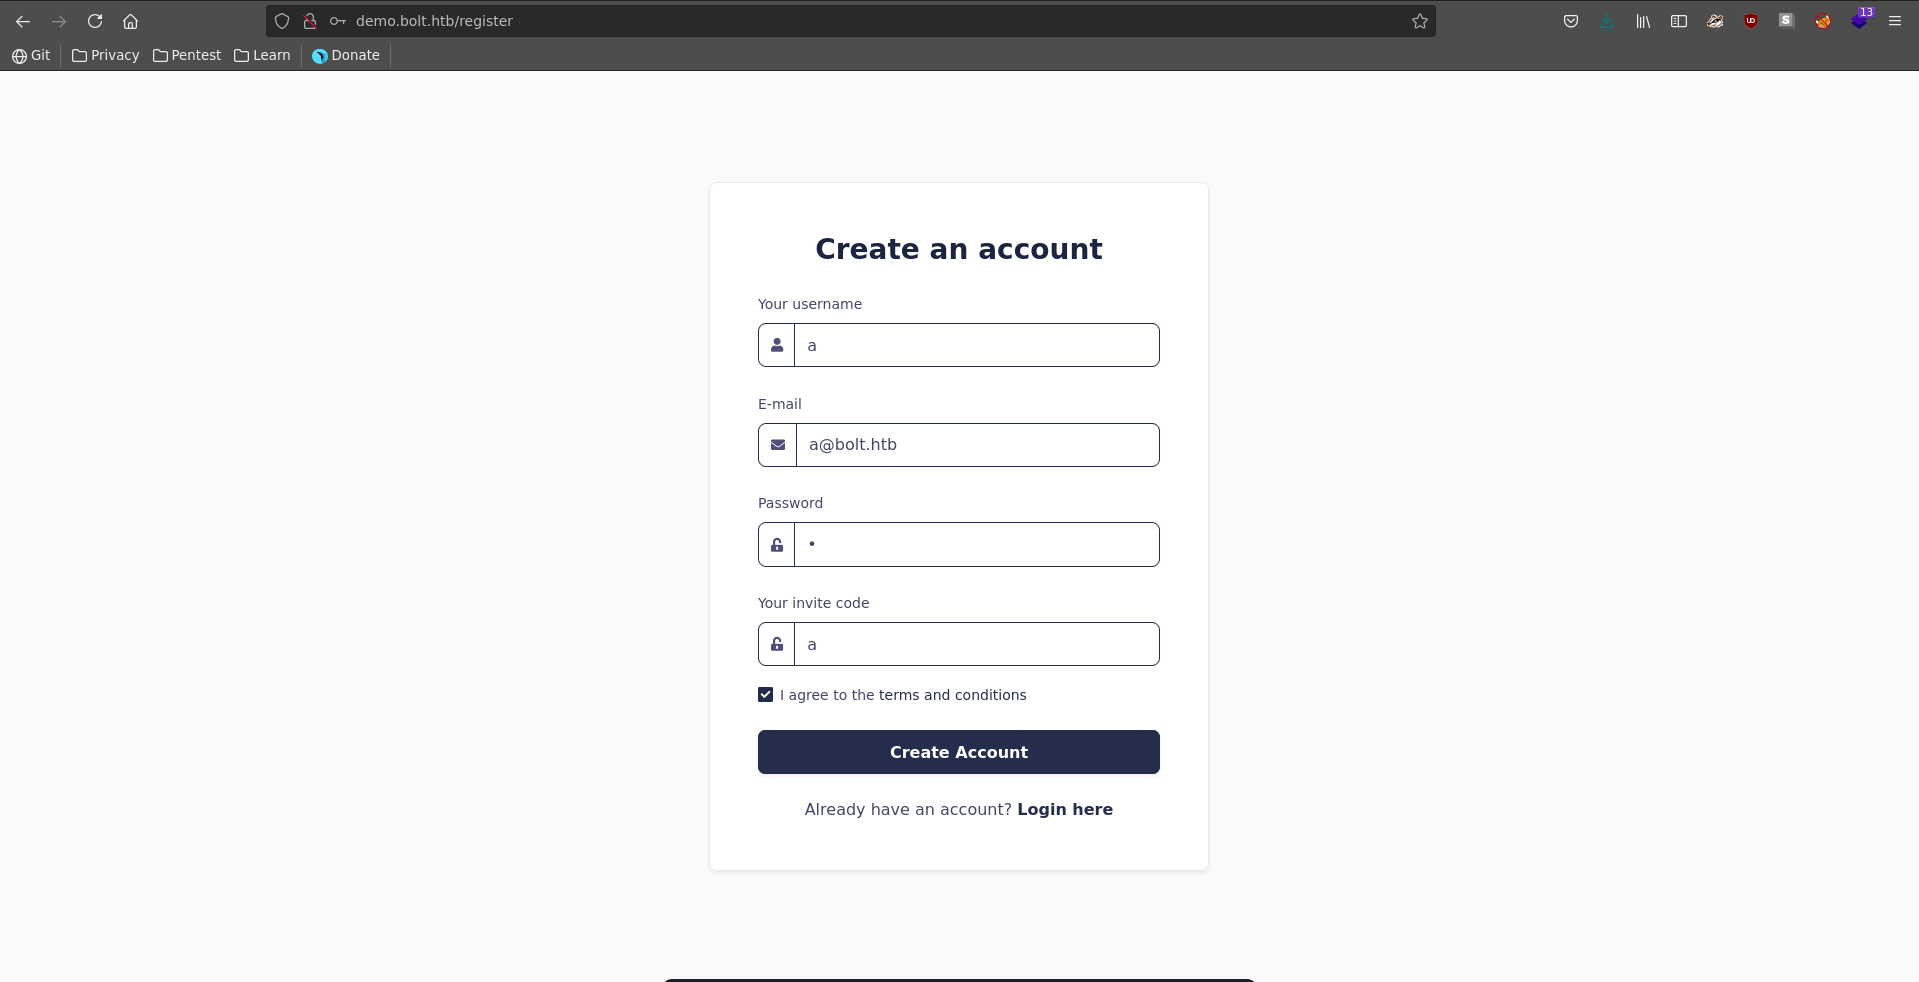 demo.bolt.htb/register
13
Git Privacy Pentest Learn Donate
Create an account
Your username
a
E-mail
a@bolt.htb
Password
•
Your invite code
a
I agree to the terms and conditions
Create Account
Already have an account? Login here